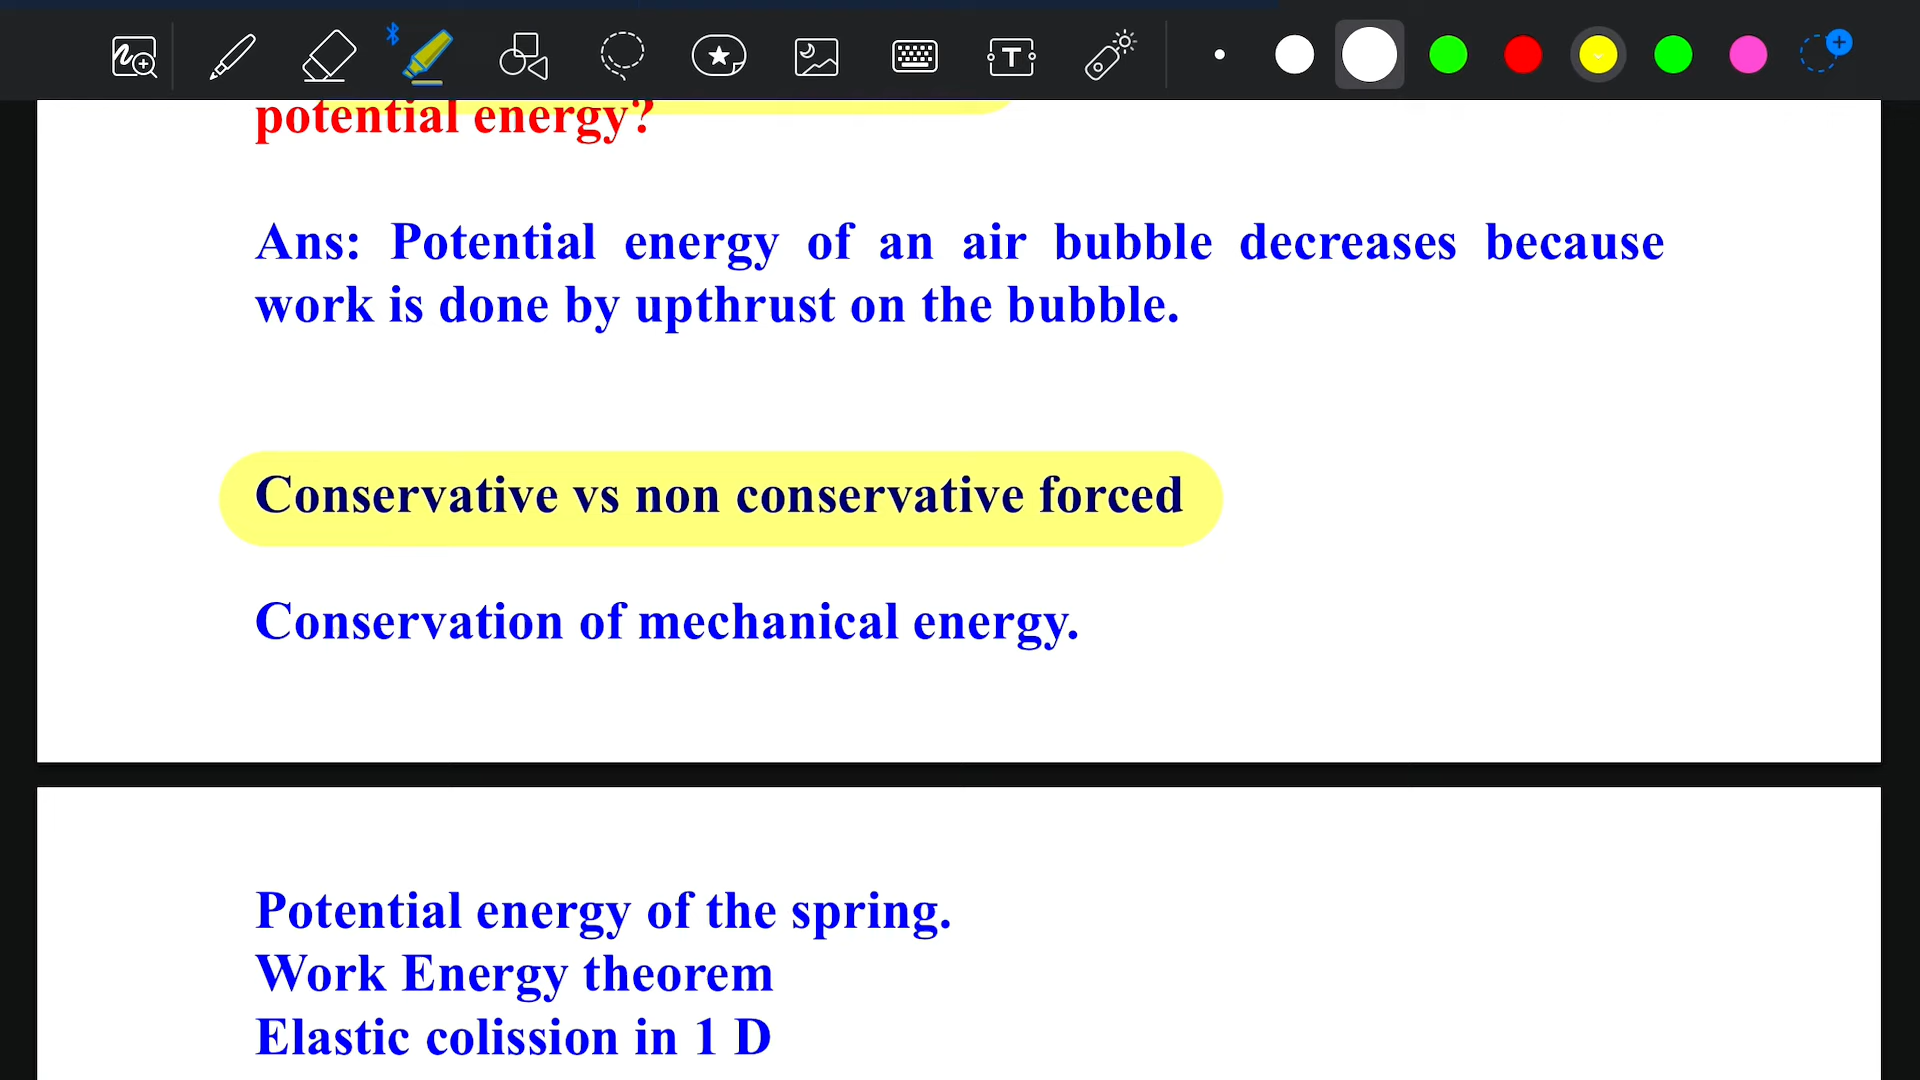 potential energy?
Ans: Potential energy of an air bubble decreases because
work is done by upthrust on the bubble.
Conservative vs non conservative forced
Conservation of mechanical energy.
Potential energy of the spring.
Work Energy theorem
Elastic colission in 1 D